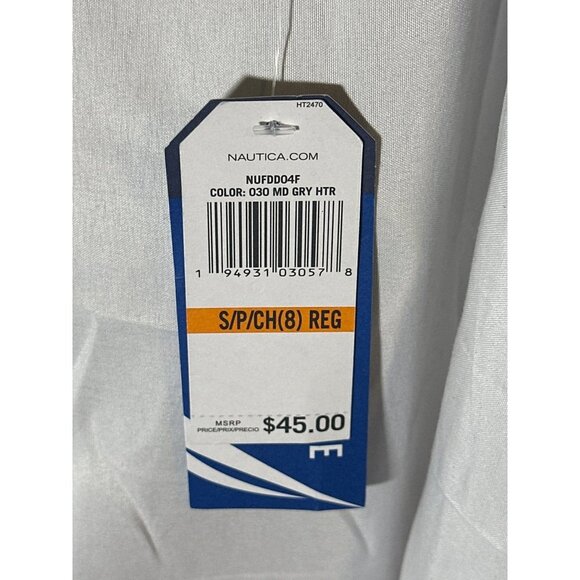 HT2470
NAUTICA.COM
NUFDD04F
COLOR: 030 MD GRY HTR
1 94931 03057 8
S/P/CH(8) REG
MSRP
PRICE/PRIX/PRECIO $45.00
E